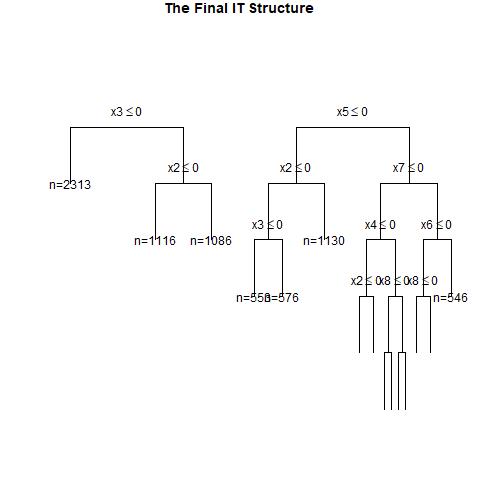 The Final IT Structure
x3 ≤ 0
x5 ≤ 0
x2 ≤ 0
x2 ≤ 0
x7 ≤ 0
n=2313
x3 ≤ 0
x4 ≤ 0
x6 ≤ 0
n=1116
n=1086
n=1130
x2 ≤ 0
x8 ≤ 0
x8 ≤ 0
n=576
n=546